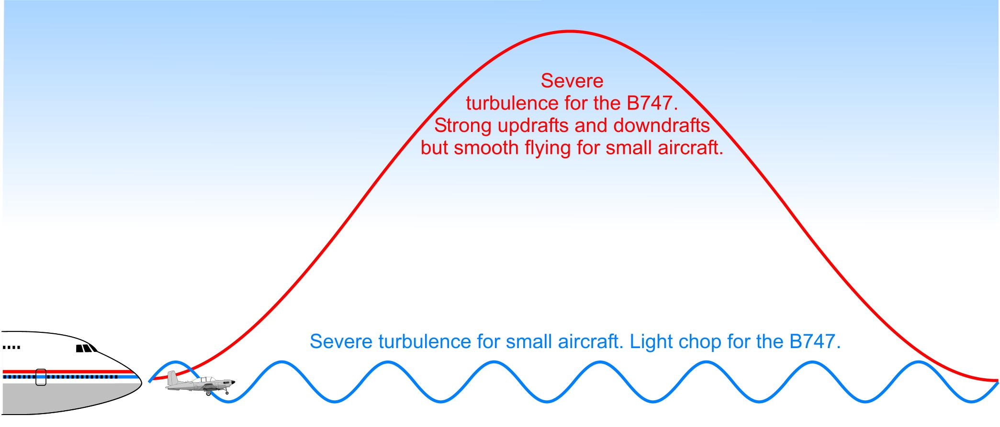 Severe
turbulence for the B747.
Strong updrafts and downdrafts
but smooth flying for small aircraft.
Severe turbulence for small aircraft. Light chop for the B747.